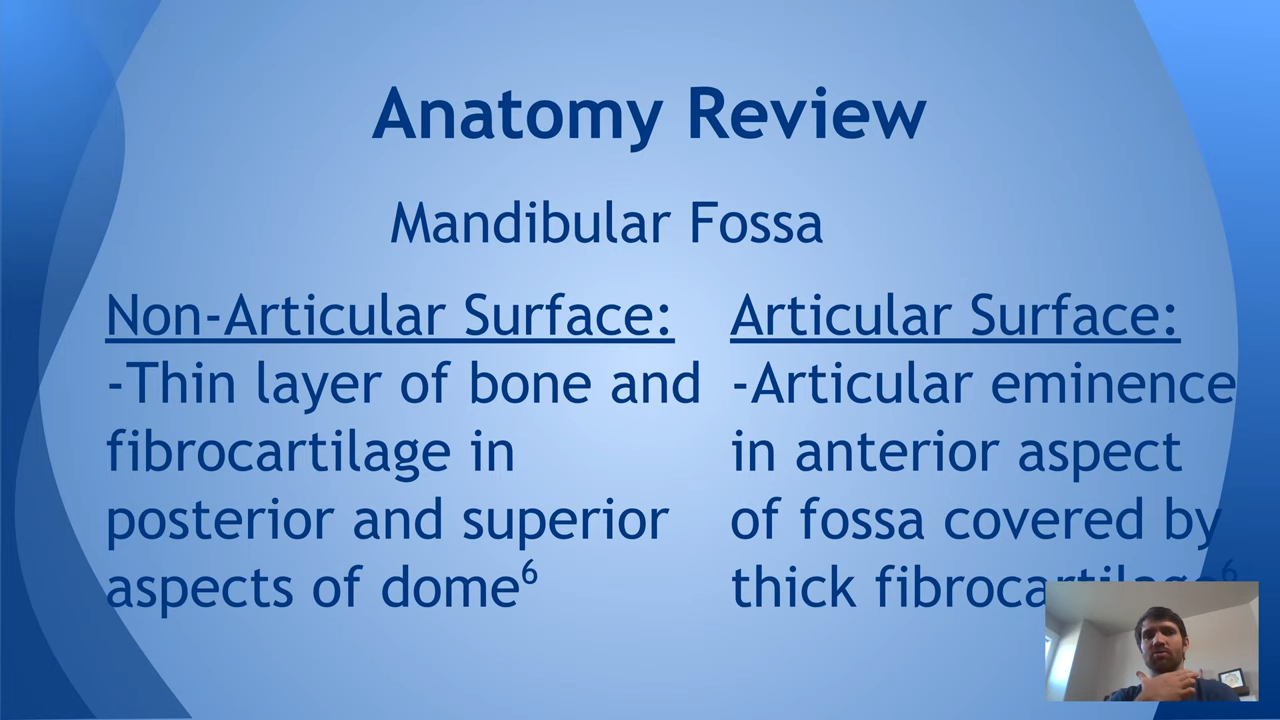 Anatomy Review
Mandibular Fossa
Non-Articular Surface:
-Thin layer of bone and
fibrocartilage in
posterior and superior
aspects of dome⁶
Articular Surface:
-Articular eminence
in anterior aspect
of fossa covered by
thick fibrocartilage⁶